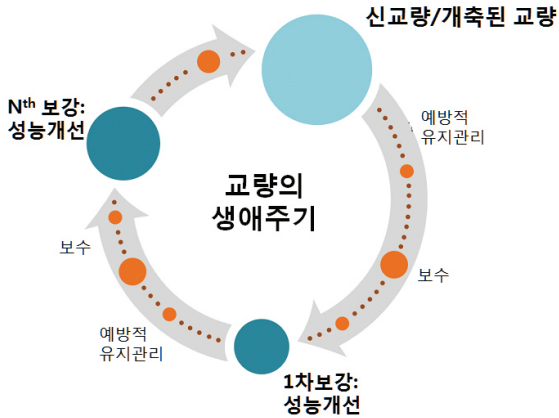 신교량/개축된 교량
Nth 보강:
성능개선
예방적
유지관리
교량의
생애주기
보수
보수
예방적
유지관리
1차보강:
성능개선